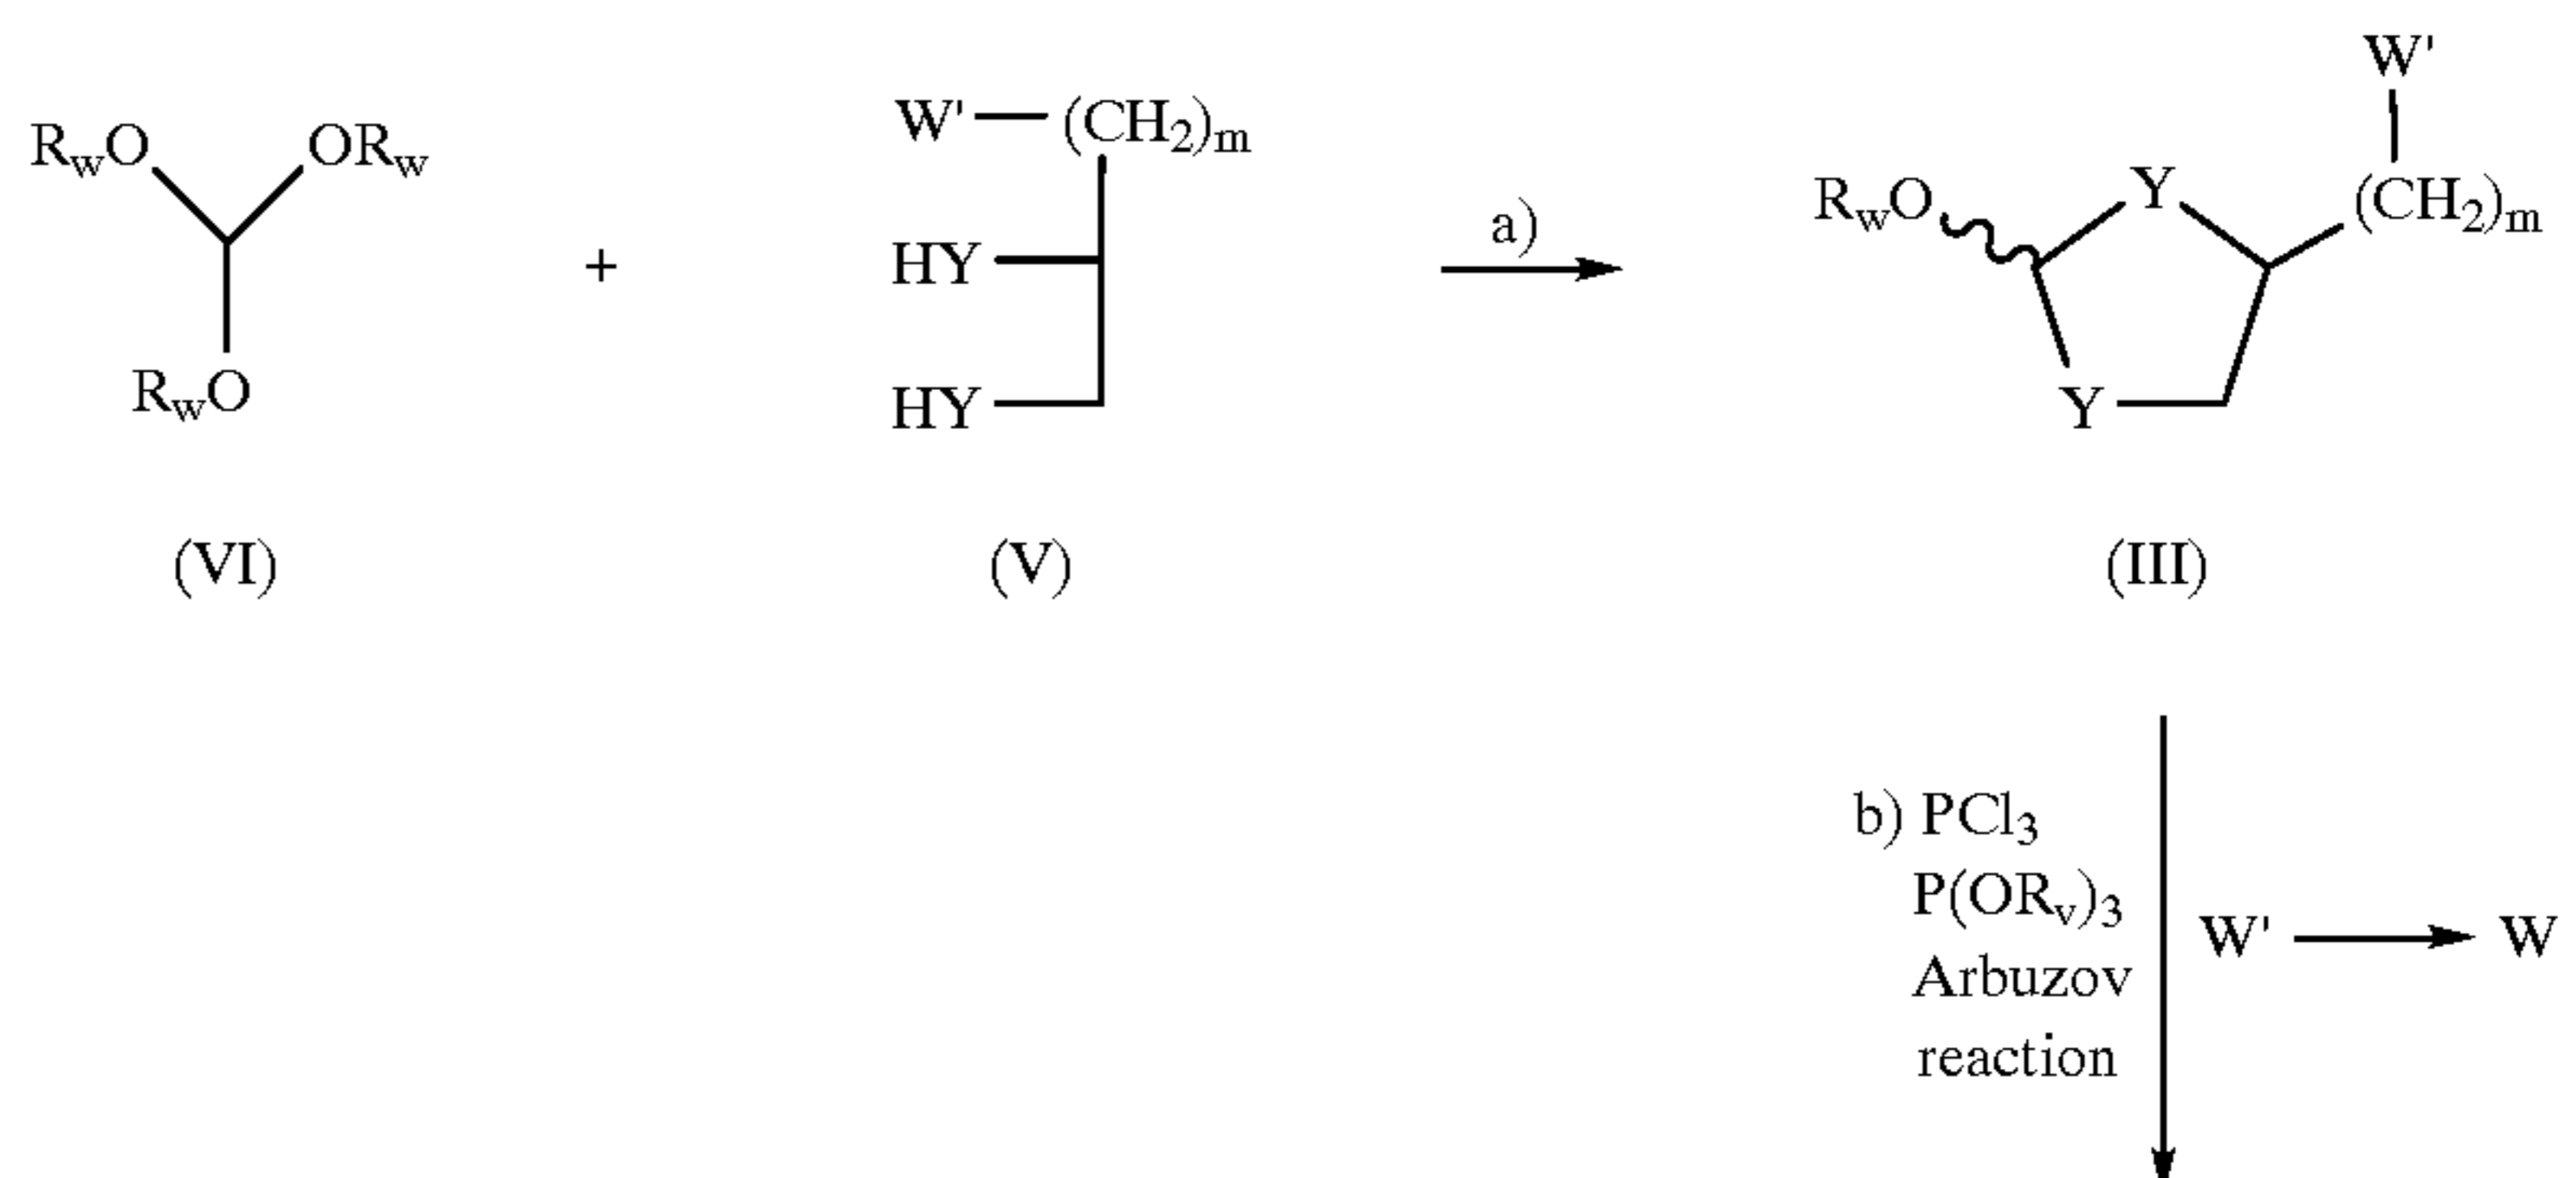 RwO ORw
RwO
(VI)
+
W'—(CH2)m
HY
HY
(V)
a)
W'
RwO Y (CH2)m
Y
(III)
b) PCl3
P(ORv)3
Arbuzov
reaction
W' → W